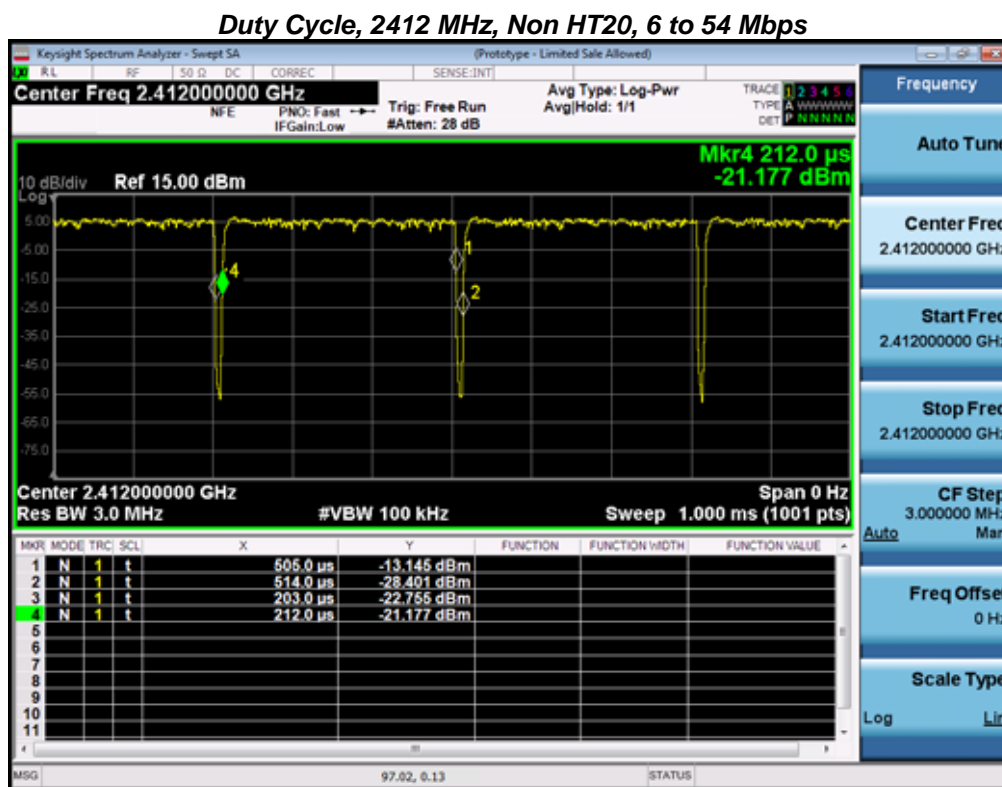 Duty Cycle, 2412 MHz, Non HT20, 6 to 54 Mbps
Keysight Spectrum Analyzer - Swept SA (Prototype - Limited Sale Allowed)
RL RF 50 Ω DC CORREC SENSE:INT
Center Freq 2.412000000 GHz
NFE PNO: Fast IFGain:Low
Trig: Free Run
#Atten: 28 dB
Avg Type: Log-Pwr
Avg|Hold: 1/1
TRACE 1 2 3 4 5 6
TYPE A WWWWW
DET P N N N N N
Mkr4 212.0 µs
-21.177 dBm
10 dB/div Ref 15.00 dBm
Log
5.00
-5.00
-15.0
-25.0
-35.0
-45.0
-55.0
-65.0
-75.0
1
2
4
Center 2.412000000 GHz Span 0 Hz
Res BW 3.0 MHz #VBW 100 kHz Sweep 1.000 ms (1001 pts)
MKR MODE TRC SCL X Y FUNCTION FUNCTION WIDTH FUNCTION VALUE
1 N 1 t 505.0 µs -13.145 dBm
2 N 1 t 514.0 µs -28.401 dBm
3 N 1 t 203.0 µs -22.755 dBm
4 N 1 t 212.0 µs -21.177 dBm
5
6
7
8
9
10
11
MSG 97.02, 0.13 STATUS
Frequency
Auto Tune
Center Freq
2.412000000 GHz
Start Freq
2.412000000 GHz
Stop Freq
2.412000000 GHz
CF Step
3.000000 MHz
Auto Man
Freq Offset
0 Hz
Scale Type
Log Lin